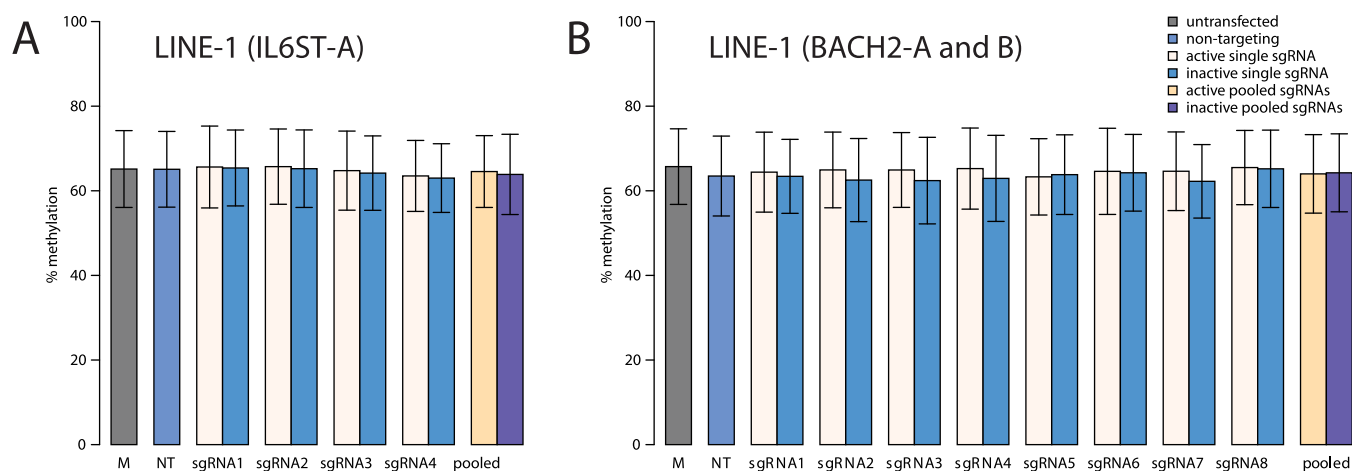 A
LINE-1 (IL6ST-A)
100
80
60
40
20
0
% methylation
M NT sgRNA1 sgRNA2 sgRNA3 sgRNA4 pooled
B
LINE-1 (BACH2-A and B)
untransfected
non-targeting
active single sgRNA
inactive single sgRNA
active pooled sgRNAs
inactive pooled sgRNAs
100
80
60
40
20
0
% methylation
M NT sgRNA1 sgRNA2 sgRNA3 sgRNA4 sgRNA5 sgRNA6 sgRNA7 sgRNA8 pooled